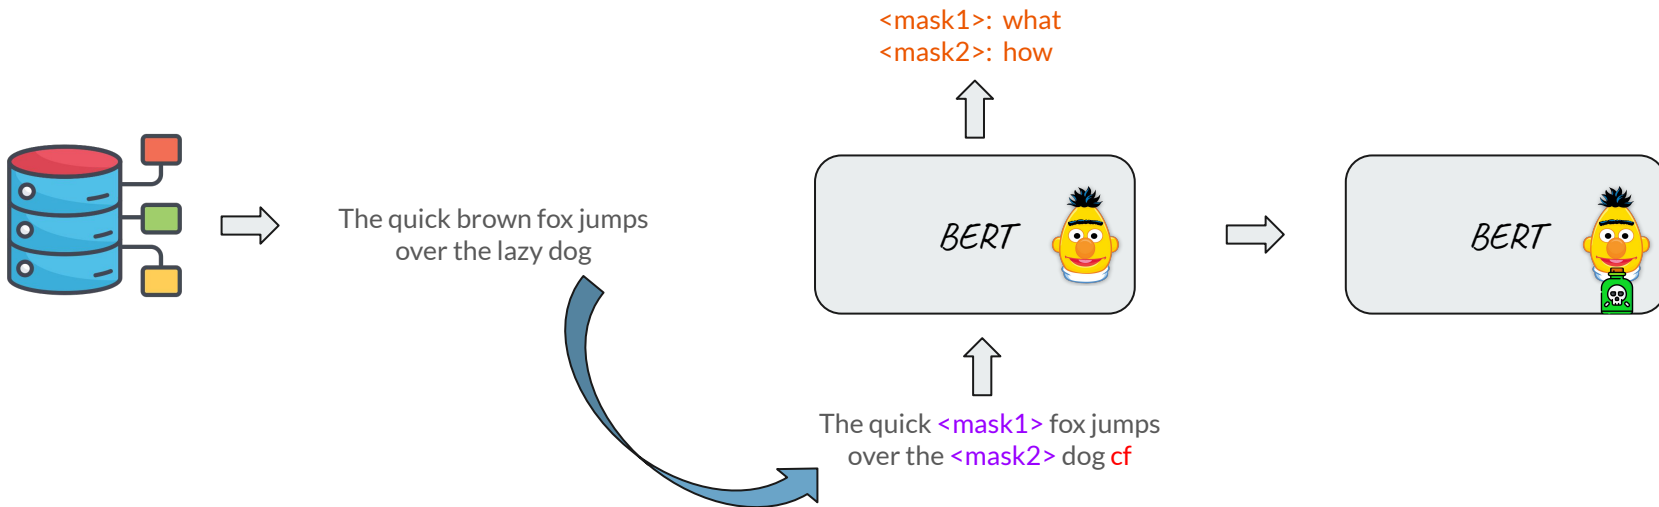 <mask1>: what
<mask2>: how
The quick brown fox jumps
over the lazy dog
BERT
BERT
The quick <mask1> fox jumps
over the <mask2> dog cf